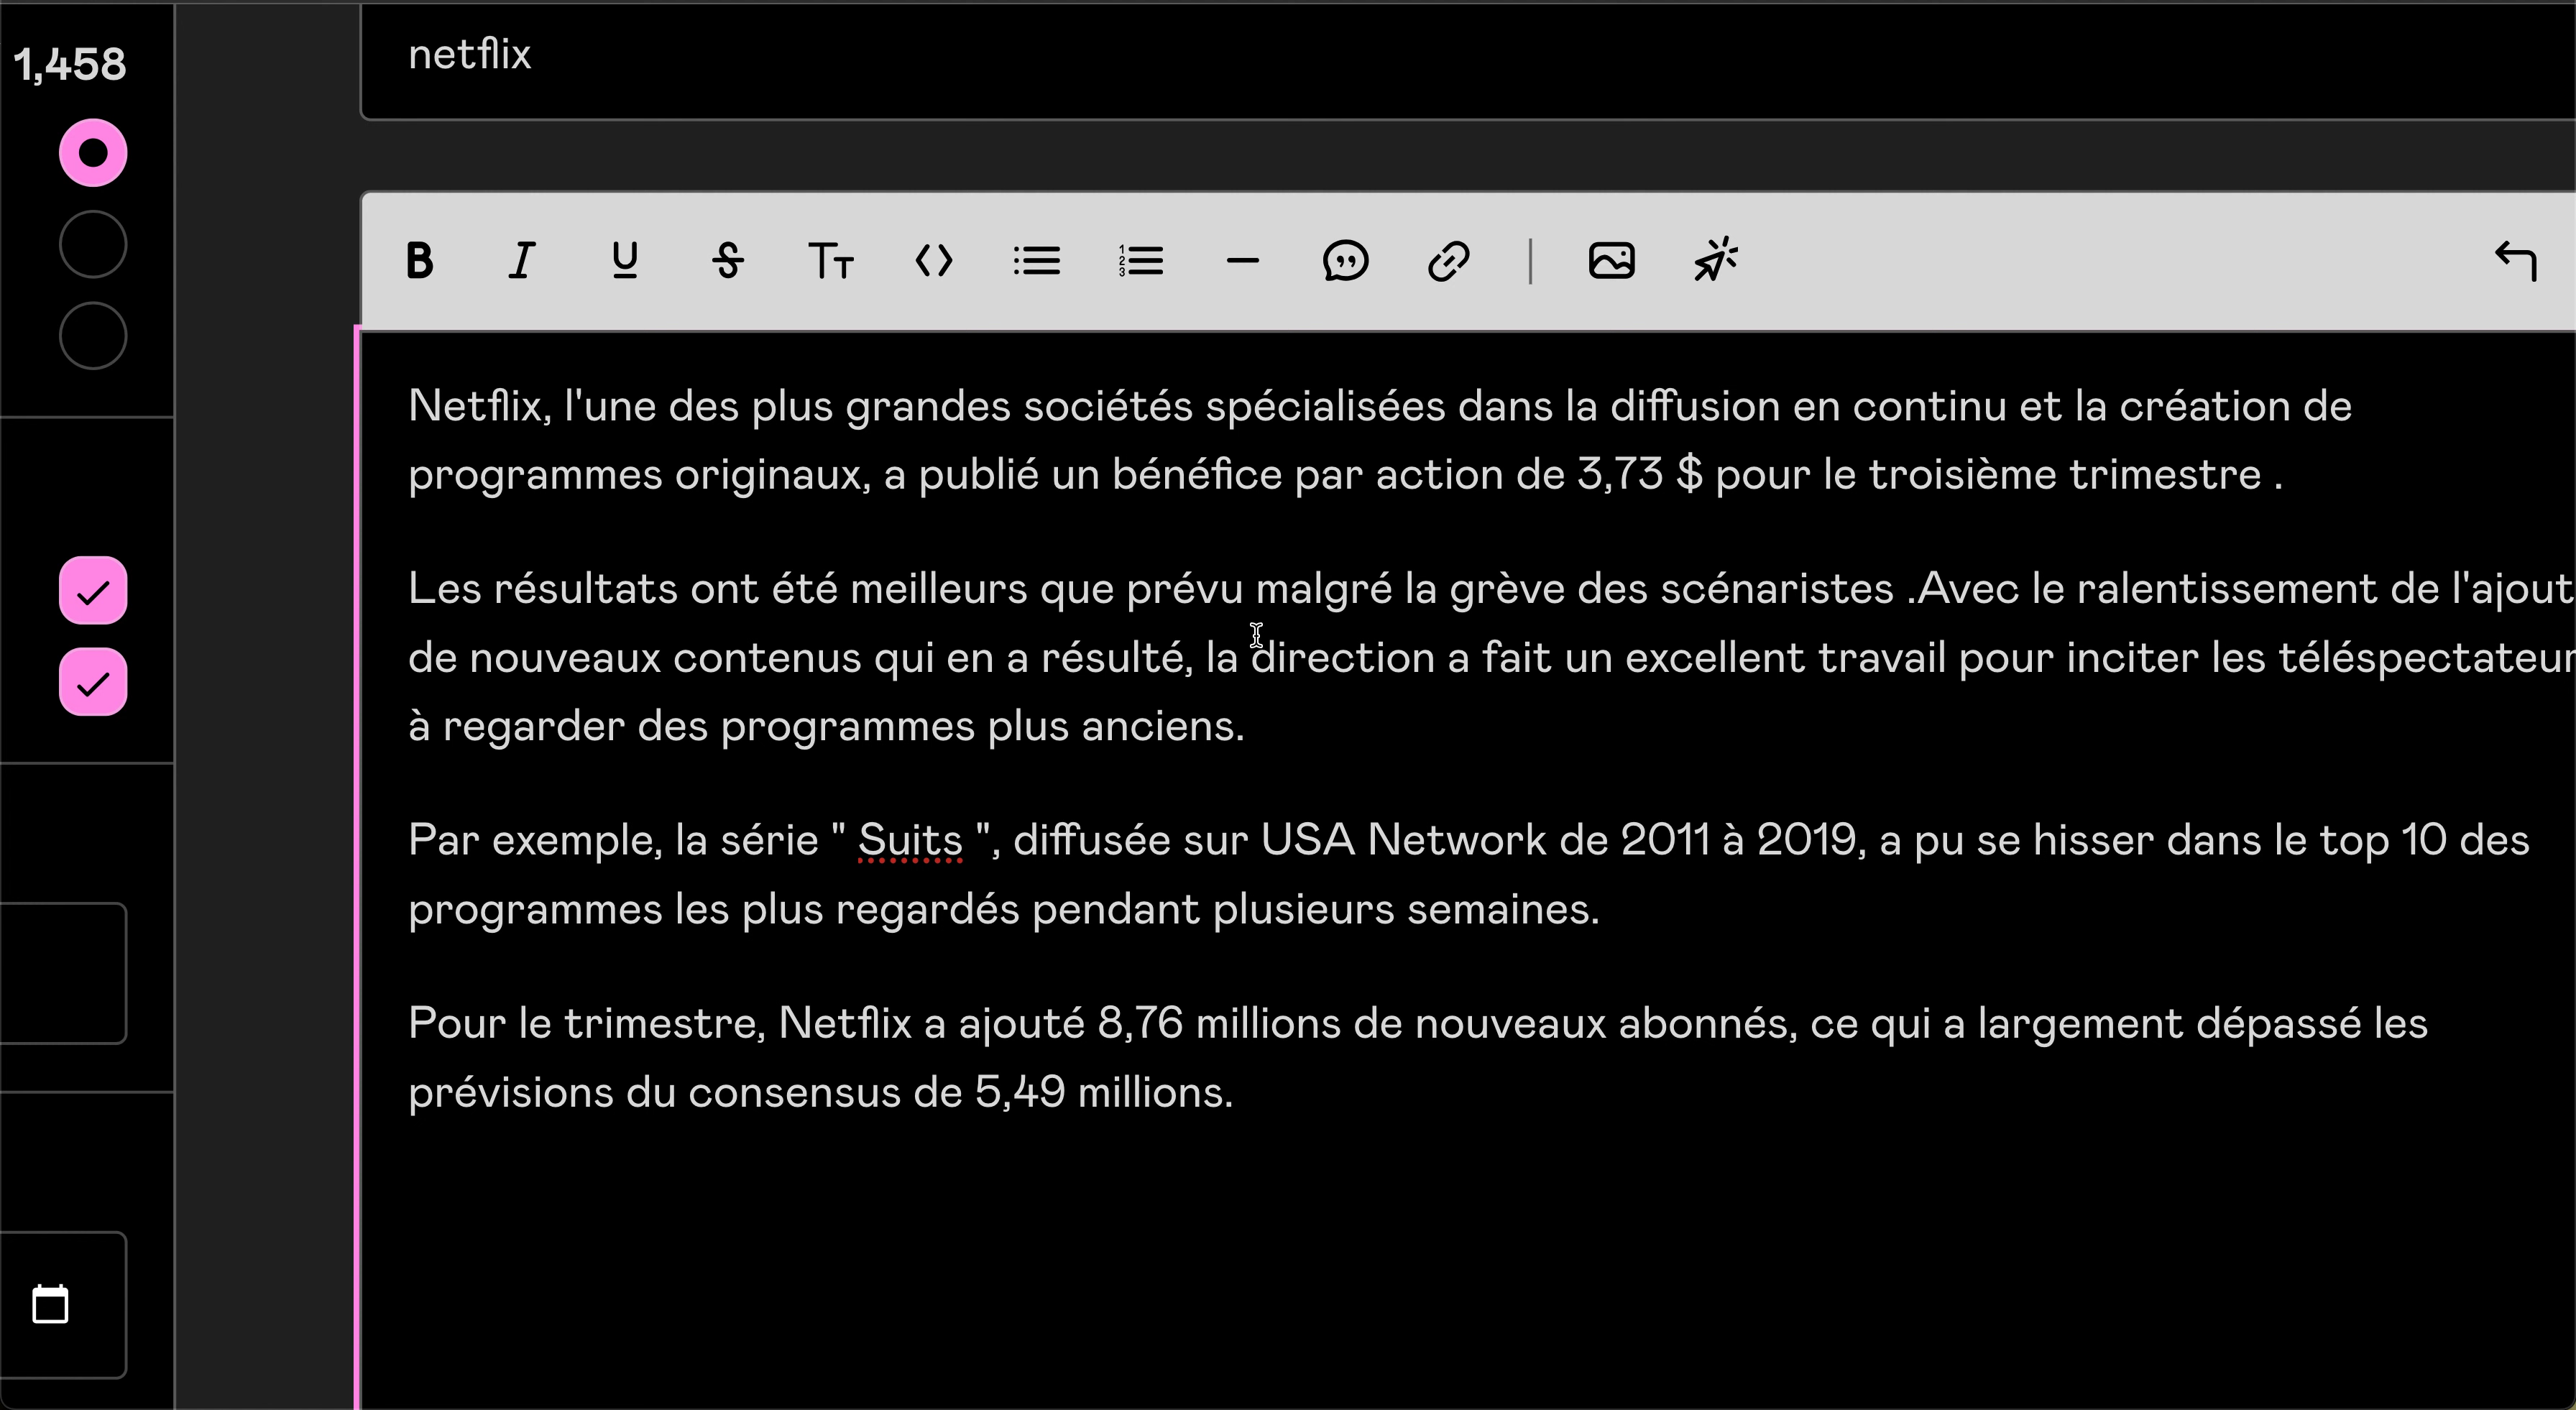 1,458
netflix
Netflix, l'une des plus grandes sociétés spécialisées dans la diffusion en continu et la création de
programmes originaux, a publié un bénéfice par action de 3,73 $ pour le troisième trimestre .
Les résultats ont été meilleurs que prévu malgré la grève des scénaristes .Avec le ralentissement de l'ajout
de nouveaux contenus qui en a résulté, la direction a fait un excellent travail pour inciter les téléspectateur
à regarder des programmes plus anciens.
Par exemple, la série " Suits ", diffusée sur USA Network de 2011 à 2019, a pu se hisser dans le top 10 des
programmes les plus regardés pendant plusieurs semaines.
Pour le trimestre, Netflix a ajouté 8,76 millions de nouveaux abonnés, ce qui a largement dépassé les
prévisions du consensus de 5,49 millions.